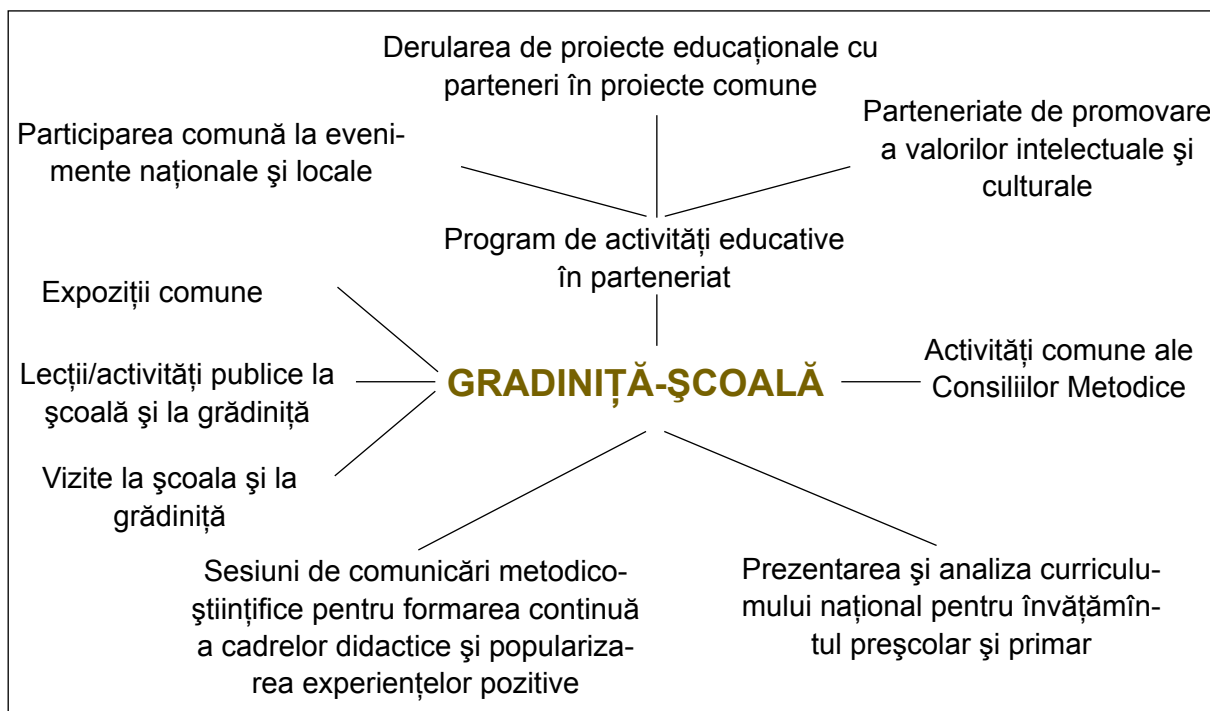 Derularea de proiecte educaționale cu
parteneri în proiecte comune
Participarea comună la eveni-
mente naționale şi locale
Parteneriate de promovare
a valorilor intelectuale şi
culturale
Program de activități educative
în parteneriat
Expoziții comune
Lecții/activități publice la
şcoală şi la grădiniță
Vizite la şcoala şi la
grădiniță
GRADINIȚĂ-ŞCOALĂ
Activități comune ale
Consiliilor Metodice
Sesiuni de comunicări metodico-
ştiințifice pentru formarea continuă
a cadrelor didactice şi populariza-
rea experiențelor pozitive
Prezentarea şi analiza curriculu-
mului național pentru învățămîn-
tul preşcolar şi primar